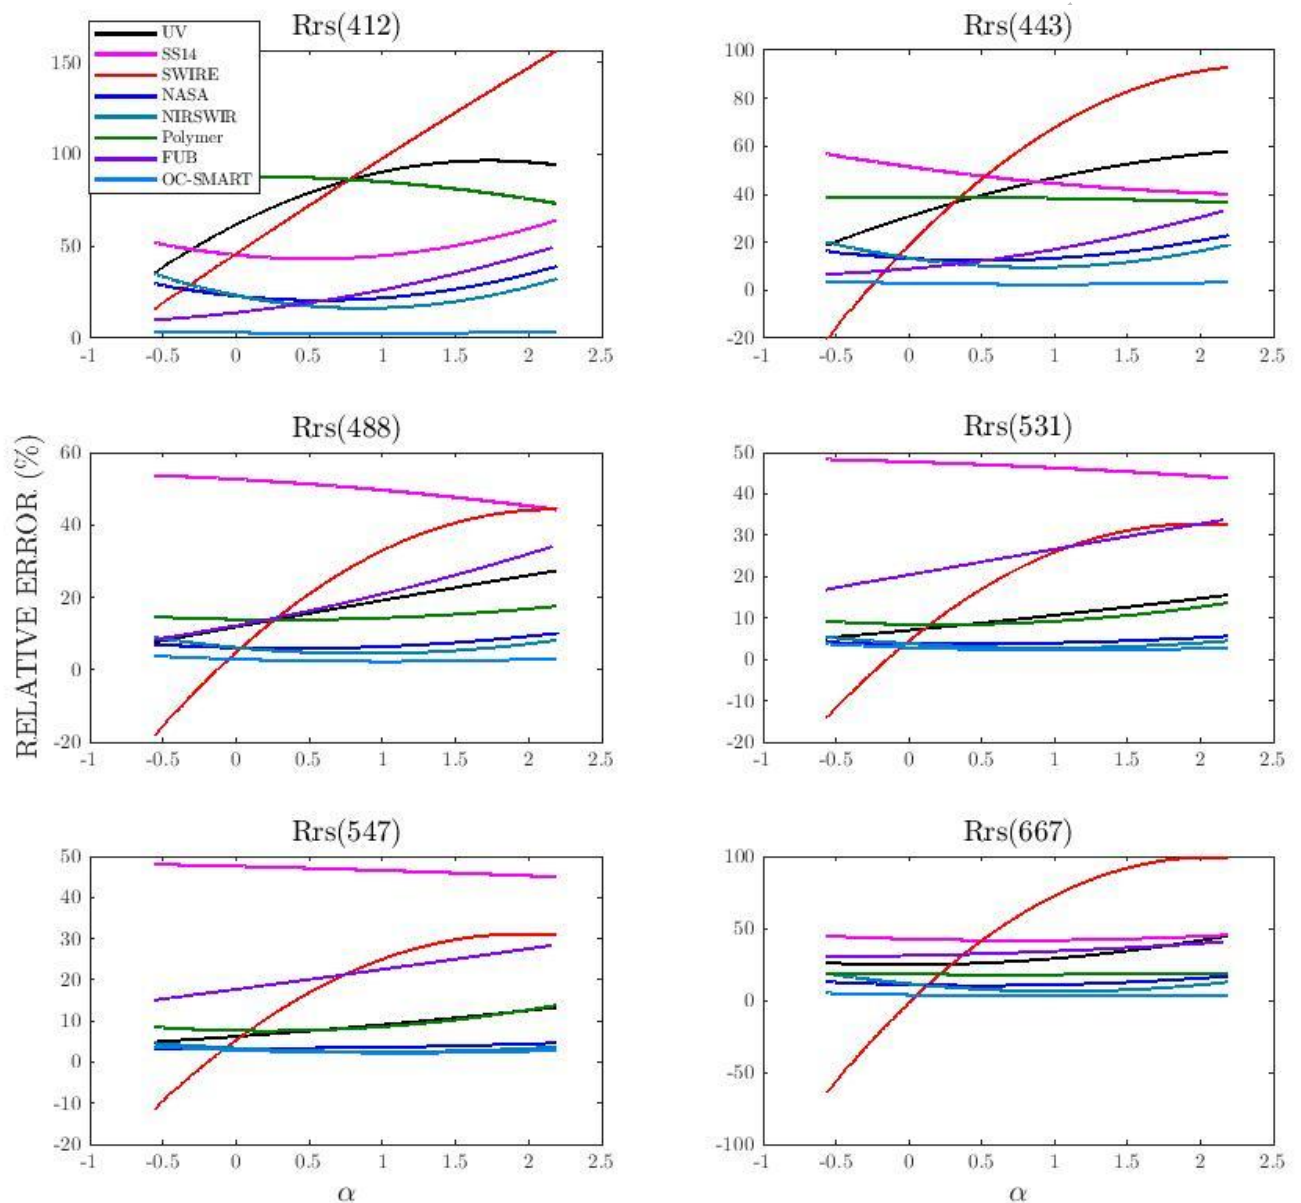 Rrs(412)
UV
SS14
SWIRE
NASA
NIRSWIR
Polymer
FUB
OC-SMART
150
100
50
0
-1 -0.5 0 0.5 1 1.5 2 2.5
Rrs(443)
100
80
60
40
20
0
-20
-1 -0.5 0 0.5 1 1.5 2 2.5
RELATIVE ERROR (%)
Rrs(488)
60
40
20
0
-20
-1 -0.5 0 0.5 1 1.5 2 2.5
Rrs(531)
50
40
30
20
10
0
-10
-20
-1 -0.5 0 0.5 1 1.5 2 2.5
Rrs(547)
50
40
30
20
10
0
-10
-20
-1 -0.5 0 0.5 1 1.5 2 2.5
α
Rrs(667)
100
50
0
-50
-100
-1 -0.5 0 0.5 1 1.5 2 2.5
α